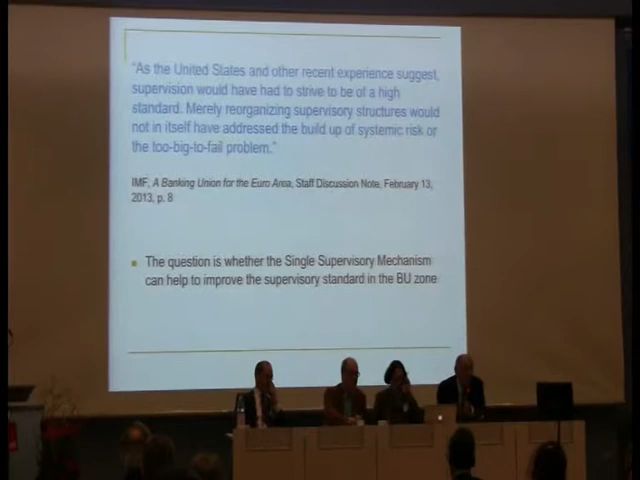 "As the United States and other recent experience suggest,
supervision would have had to strive to be of a high
standard. Merely reorganizing supervisory structures would
not in itself have addressed the build up of systemic risk or
the too-big-to-fail problem."
IMF, A Banking Union for the Euro Area, Staff Discussion Note, February 13,
2013, p. 8
The question is whether the Single Supervisory Mechanism
can help to improve the supervisory standard in the BU zone